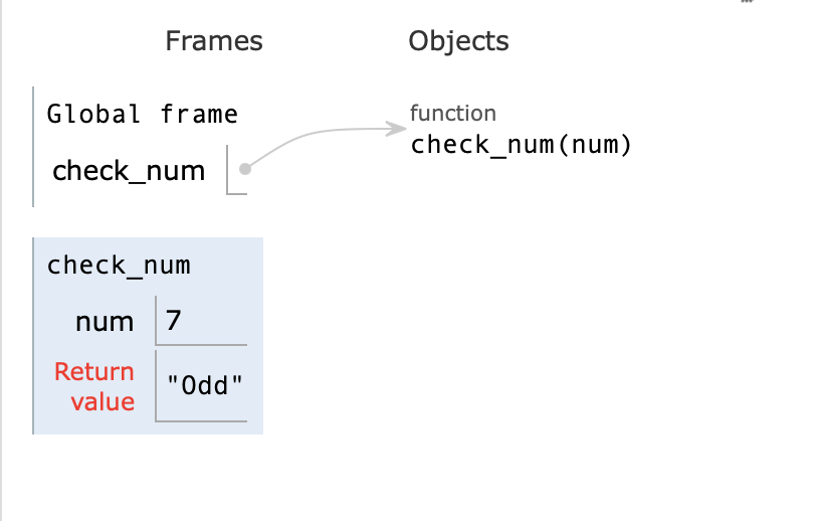 Frames
Objects
Global frame
check_num
function
check_num(num)
check_num
num 7
Return
value "Odd"